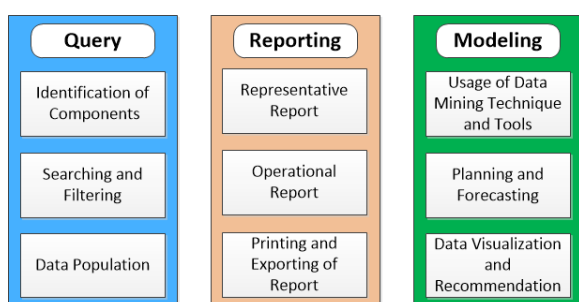 Query
Identification of
Components
Searching and
Filtering
Data Population
Reporting
Representative
Report
Operational
Report
Printing and
Exporting of
Report
Modeling
Usage of Data
Mining Technique
and Tools
Planning and
Forecasting
Data Visualization
and
Recommendation